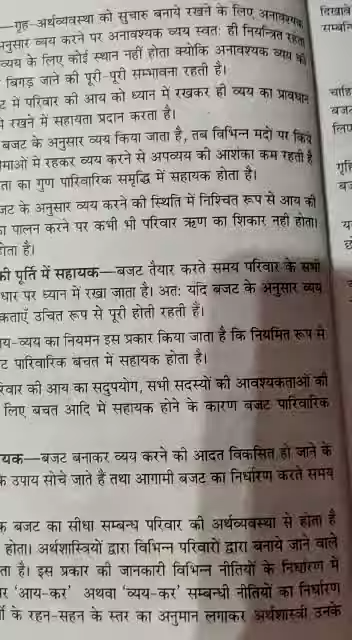 —गृह-अर्थव्यवस्था को सुचारु बनाये रखने के लिए अनावश्यक
नुसार व्यय करने पर अनावश्यक व्यय स्वतः ही नियन्त्रित रहता
व्यय के लिए कोई स्थान नहीं होता क्योंकि अनावश्यक व्यय की
बिगड़ जाने की पूरी-पूरी सम्भावना रहती है।
ट में परिवार की आय को ध्यान में रखकर ही व्यय का प्रावधान
रखने में सहायता प्रदान करता है।
बजट के अनुसार व्यय किया जाता है, तब विभिन्न मदों पर किये
माओं मे रहकर व्यय करने से अपव्यय की आशंका कम रहती है
ता का गुण पारिवारिक समृद्धि में सहायक होता है।
जट के अनुसार व्यय करने की स्थिति में निश्चित रूप से आय की
पालन करने पर कभी भी परिवार ऋण का शिकार नहीं होता।
होता है।
की पूर्ति में सहायक—बजट तैयार करते समय परिवार के सभी
धार पर ध्यान में रखा जाता है। अतः यदि बजट के अनुसार व्यय
कताएँ उचित रूप से पूरी होती रहती हैं।
य-व्यय का नियमन इस प्रकार किया जाता है कि नियमित रूप से
ट पारिवारिक बचत में सहायक होता है।
रिवार की आय का सदुपयोग, सभी सदस्यों की आवश्यकताओं की
लिए बचत आदि में सहायक होने के कारण बजट पारिवारिक
यक—बजट बनाकर व्यय करने की आदत विकसित हो जाने के
के उपाय सोचे जाते हैं तथा आगामी बजट का निर्धारण करते समय
क बजट का सीधा सम्बन्ध परिवार की अर्थव्यवस्था से होता है
होता। अर्थशास्त्रियों द्वारा विभिन्न परिवारों द्वारा बनाये जाने वाले
ता है। इस प्रकार की जानकारी विभिन्न नीतियों के निर्धारण में
र 'आय-कर' अथवा 'व्यय-कर' सम्बन्धी नीतियों का निर्धारण
के रहन-सहन के स्तर का अनुमान लगाकर अर्थशास्त्री उनके
दिखावे
सम्बन्धि
चाहि
बजट
लिए
गृहि